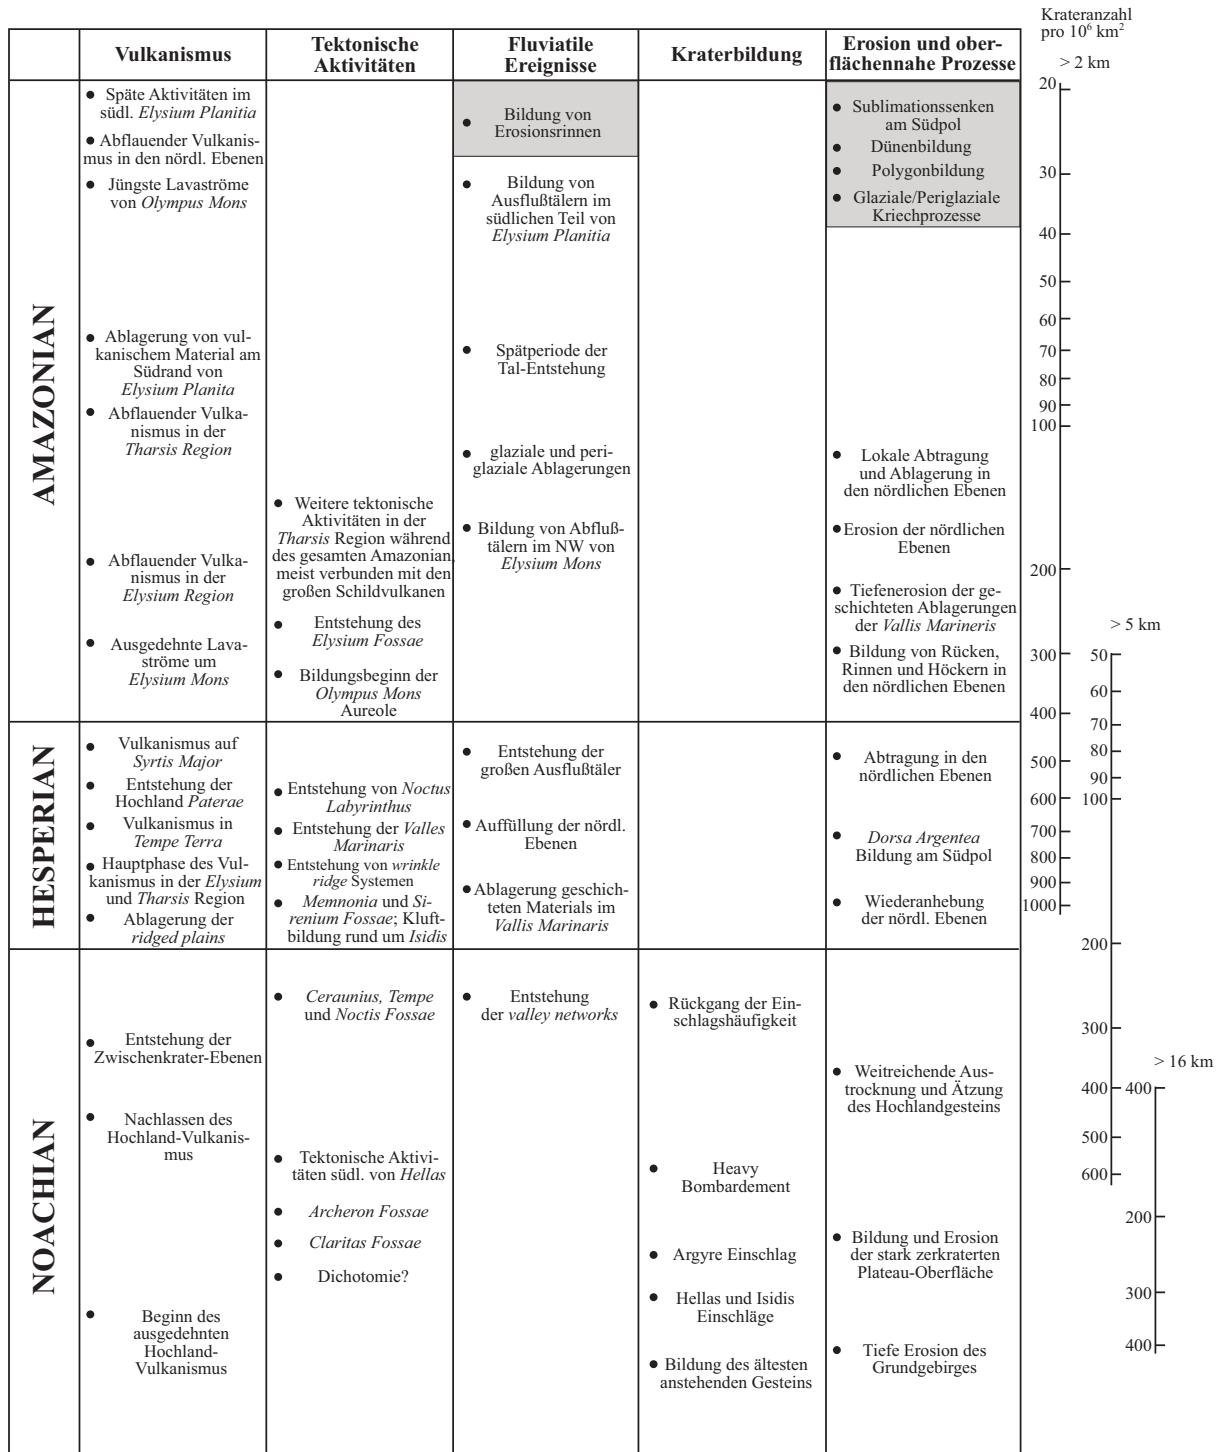 Krateranzahl
pro 10⁶ km²
Vulkanismus
Tektonische
Aktivitäten
Fluviatile
Ereignisse
Kraterbildung
Erosion und ober-
flächennahe Prozesse
> 2 km
AMAZONIAN
• Späte Aktivitäten im
südl. Elysium Planitia
• Abflauender Vulkanis-
mus in den nördl. Ebenen
• Jüngste Lavaströme
von Olympus Mons
• Ablagerung von vul-
kanischem Material am
Südrand von
Elysium Planita
• Abflauender Vulka-
nismus in der
Tharsis Region
• Abflauender Vulka-
nismus in der
Elysium Region
• Ausgedehnte Lava-
ströme um
Elysium Mons
• Weitere tektonische
Aktivitäten in der
Tharsis Region während
des gesamten Amazonian,
meist verbunden mit den
großen Schildvulkanen
• Entstehung des
Elysium Fossae
• Bildungsbeginn der
Olympus Mons
Aureole
• Bildung von
Erosionsrinnen
• Bildung von
Ausflußtälern im
südlichen Teil von
Elysium Planitia
• Spätperiode der
Tal-Entstehung
• glaziale und peri-
glaziale Ablagerungen
• Bildung von Abfluß-
tälern im NW von
Elysium Mons
• Sublimationssenken
am Südpol
• Dünenbildung
• Polygonbildung
• Glaziale/Periglaziale
Kriechprozesse
• Lokale Abtragung
und Ablagerung in
den nördlichen Ebenen
• Erosion der nördlichen
Ebenen
• Tiefenerosion der ge-
schichteten Ablagerungen
der Vallis Marineris
• Bildung von Rücken,
Rinnen und Höckern in
den nördlichen Ebenen
HESPERIAN
• Vulkanismus auf
Syrtis Major
• Entstehung der
Hochland Paterae
• Vulkanismus in
Tempe Terra
• Hauptphase des Vul-
kanismus in der Elysium
und Tharsis Region
• Ablagerung der
ridged plains
• Entstehung von Noctus
Labyrinthus
• Entstehung der Valles
Marinaris
• Entstehung von wrinkle
ridge Systemen
• Memnonia und Si-
renium Fossae; Kluft-
bildung rund um Isidis
• Entstehung der
großen Ausflußtäler
• Auffüllung der nördl.
Ebenen
• Ablagerung geschich-
teten Materials im
Vallis Marinaris
• Abtragung in den
nördlichen Ebenen
• Dorsa Argentea
Bildung am Südpol
• Wiederanhebung
der nördl. Ebenen
NOACHIAN
• Entstehung der
Zwischenkrater-Ebenen
• Nachlassen des
Hochland-Vulkanis-
mus
• Beginn des
ausgedehnten
Hochland-
Vulkanismus
• Ceraunius, Tempe
und Noctis Fossae
• Tektonische Aktivi-
täten südl. von Hellas
• Archeron Fossae
• Claritas Fossae
• Dichotomie?
• Entstehung
der valley networks
• Rückgang der Ein-
schlagshäufigkeit
• Heavy
Bombardement
• Argyre Einschlag
• Hellas und Isidis
Einschläge
• Bildung des ältesten
anstehenden Gesteins
• Weitreichende Aus-
trocknung und Ätzung
des Hochlandgesteins
• Bildung und Erosion
der stark zerkraterten
Plateau-Oberfläche
• Tiefe Erosion des
Grundgebirges
20
30
40
50
60
70
80
90
100
200
300
400
500
600
700
800
900
1000
> 5 km
50
60
70
80
90
100
200
300
400
500
600
> 16 km
400
200
300
400